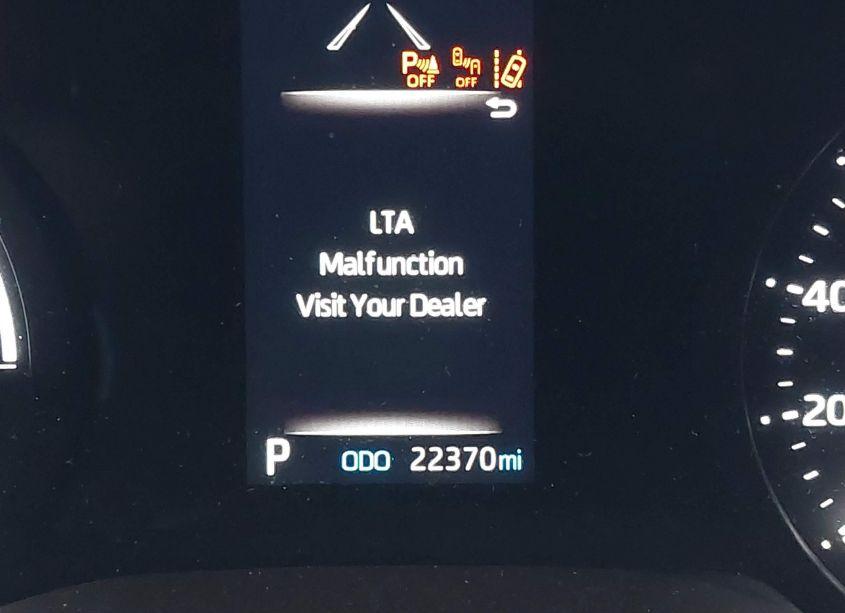 P
OFF OFF
LTA
Malfunction
Visit Your Dealer
P ODO 22370mi
40
20